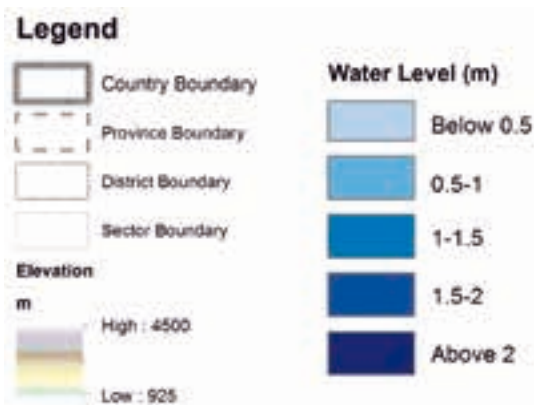 Legend
Country Boundary
Province Boundary
District Boundary
Sector Boundary
Elevation
m
High : 4500
Low : 925
Water Level (m)
Below 0.5
0.5-1
1-1.5
1.5-2
Above 2